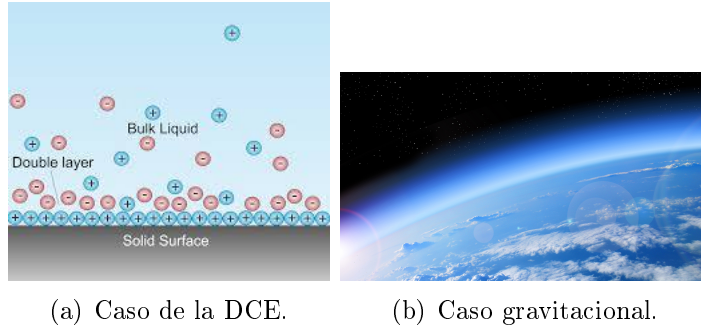 Bulk Liquid
Double layer
Solid Surface
(a) Caso de la DCE.
(b) Caso gravitacional.